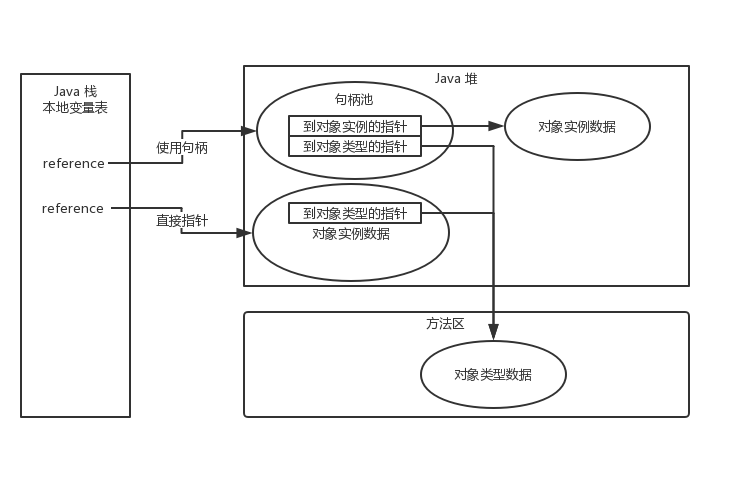 Java 栈
本地变量表
reference
reference
使用句柄
直接指针
Java 堆
句柄池
到对象实例的指针
到对象类型的指针
对象实例数据
到对象类型的指针
对象实例数据
方法区
对象类型数据